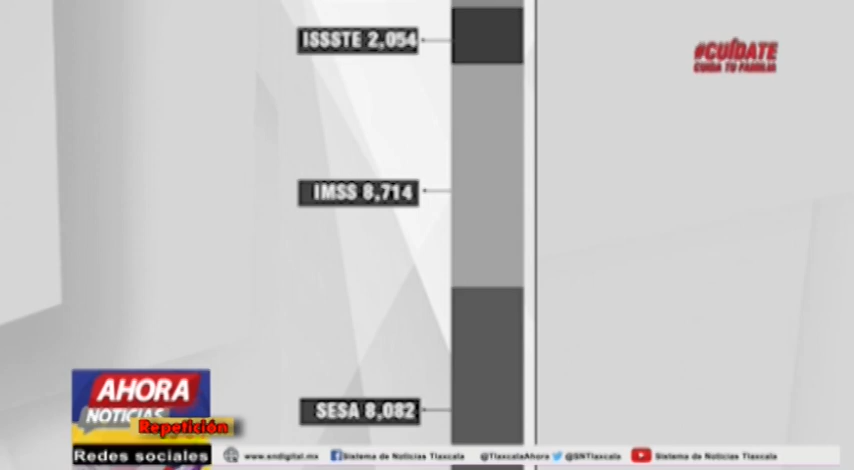 ISSSTE 2,054
#CUÍDATE
CUIDA TU FAMILIA
IMSS 8,714
SESA 8,082
AHORA
NOTICIAS
Repetición
Redes sociales
www.sndigital.mx
Sistema de Noticias Tlaxcala
@TlaxcalaAhora
@SNTlaxcala
Sistema de Noticias Tlaxcala